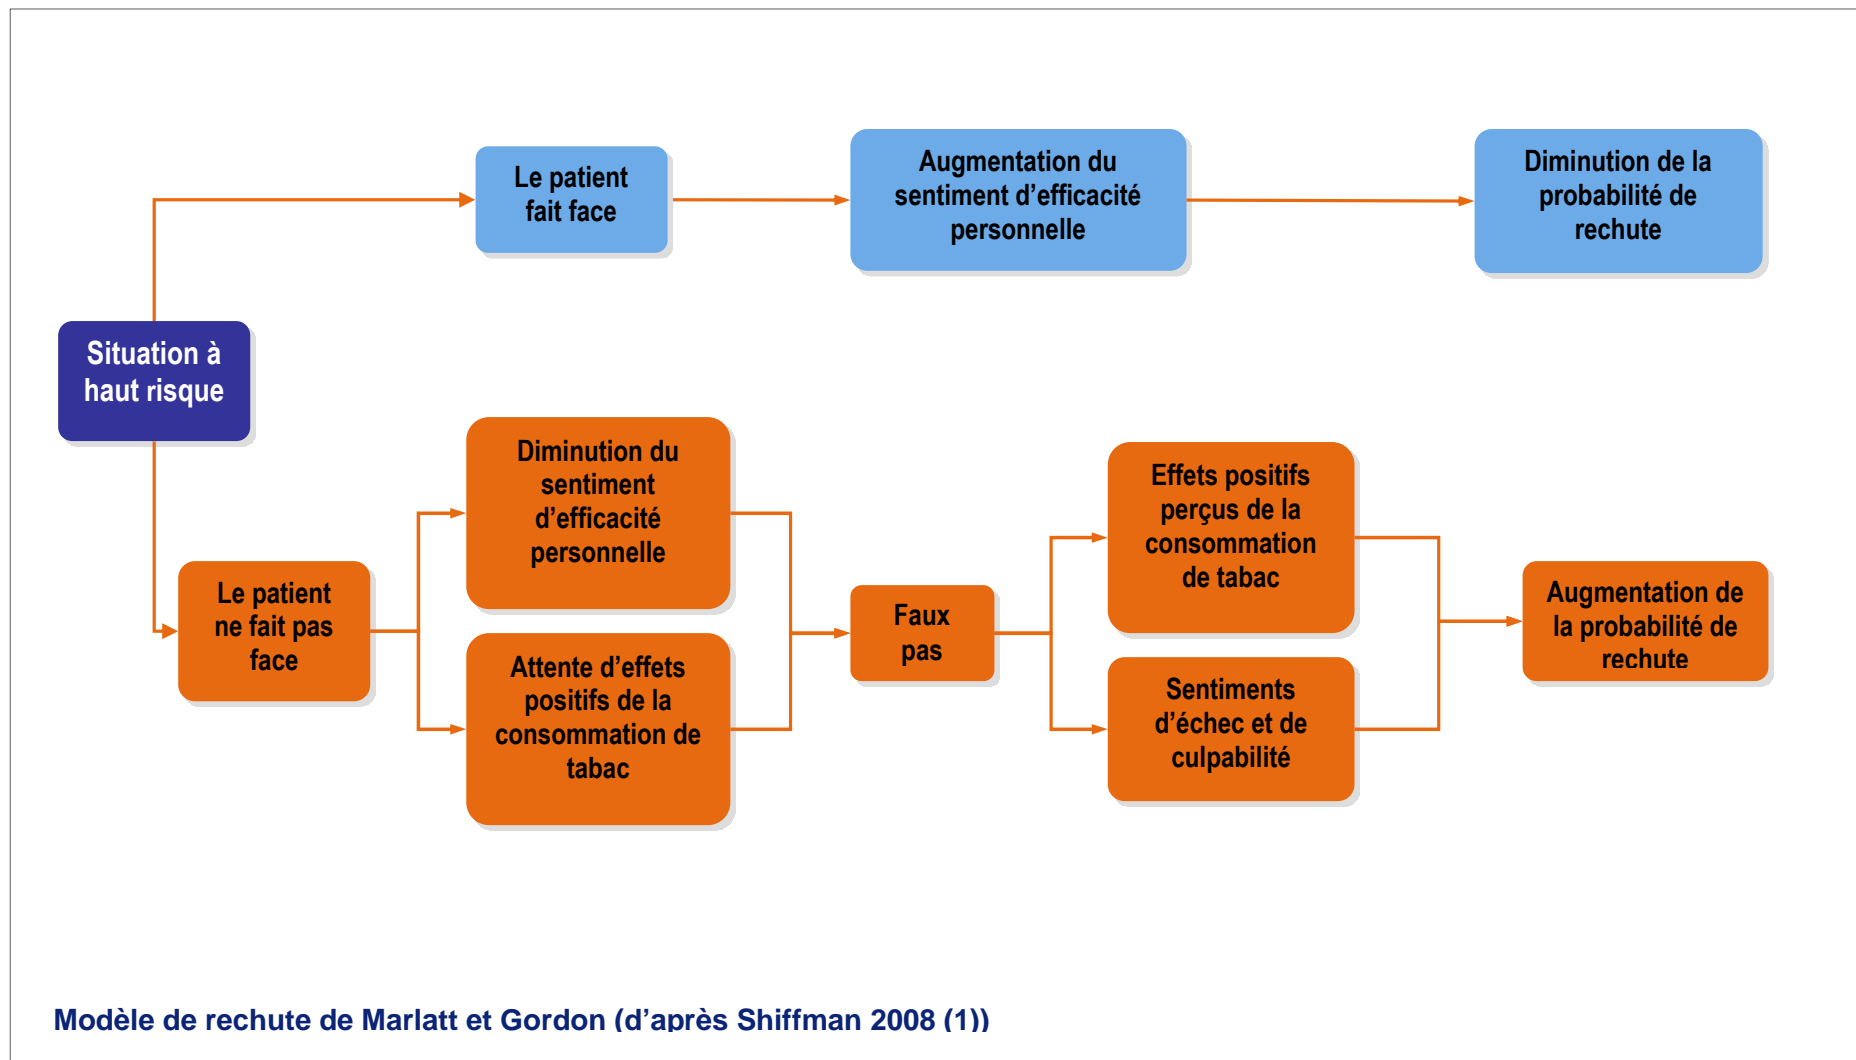 Le patient
fait face
Augmentation du
sentiment d’efficacité
personnelle
Diminution de la
probabilité de
rechute
Situation à
haut risque
Le patient
ne fait pas
face
Diminution du
sentiment
d’efficacité
personnelle
Attente d’effets
positifs de la
consommation de
tabac
Faux
pas
Effets positifs
perçus de la
consommation
de tabac
Sentiments
d’échec et de
culpabilité
Augmentation de
la probabilité de
rechute
Modèle de rechute de Marlatt et Gordon (d’après Shiffman 2008 (1))